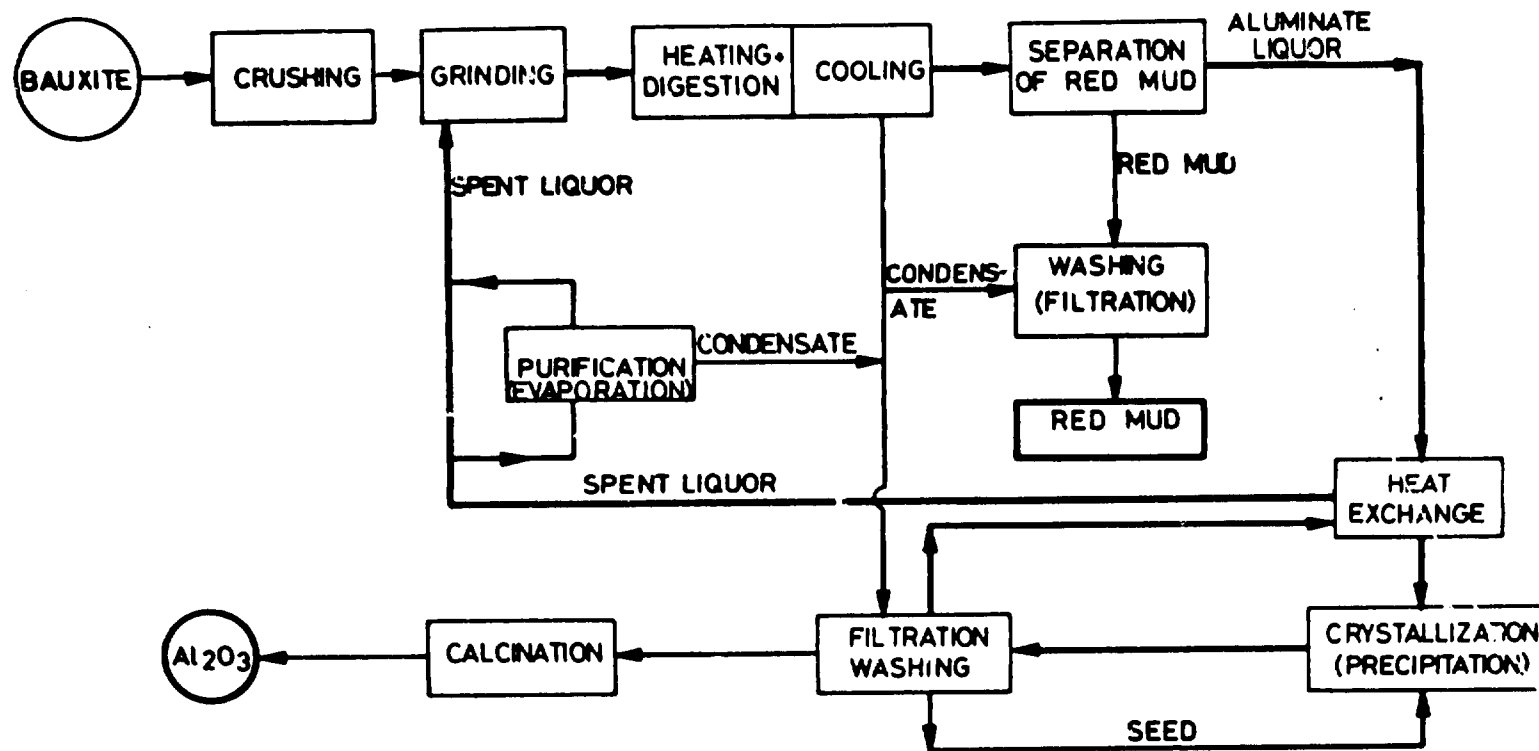 BAUXITE
CRUSHING
GRINDING
HEATING+
DIGESTION
COOLING
SEPARATION
OF RED MUD
ALUMINATE
LIQUOR
SPENT LIQUOR
RED MUD
CONDENS-
ATE
WASHING
(FILTRATION)
PURIFICATION
(EVAPORATION)
CONDENSATE
RED MUD
SPENT LIQUOR
HEAT
EXCHANGE
Al2O3
CALCINATION
FILTRATION
WASHING
CRYSTALLIZATION
(PRECIPITATION)
SEED